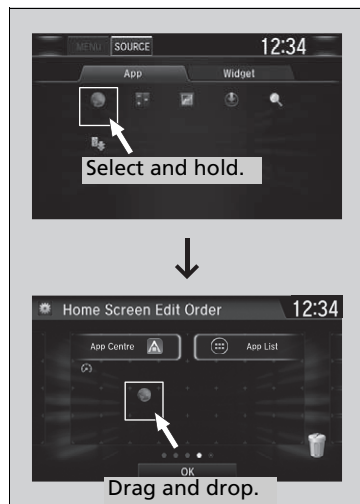 MENU SOURCE 12:34
App Widget
Select and hold.
Home Screen Edit Order 12:34
App Centre App List
OK
Drag and drop.